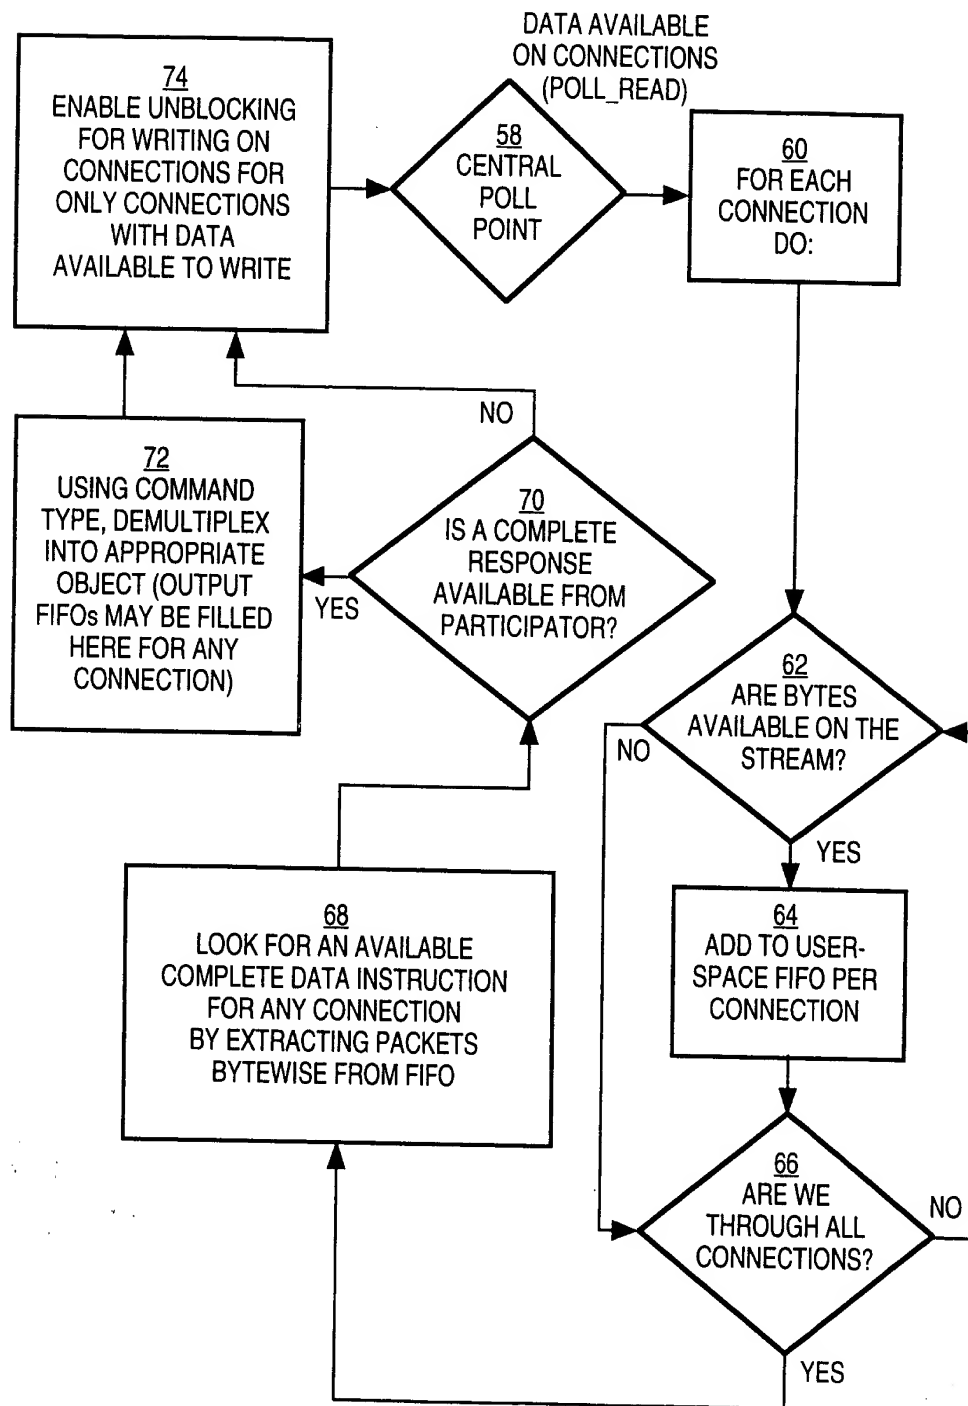 DATA AVAILABLE
ON CONNECTIONS
(POLL_READ)
74
ENABLE UNBLOCKING
FOR WRITING ON
CONNECTIONS FOR
ONLY CONNECTIONS
WITH DATA
AVAILABLE TO WRITE
58
CENTRAL
POLL
POINT
60
FOR EACH
CONNECTION
DO:
NO
72
USING COMMAND
TYPE, DEMULTIPLEX
INTO APPROPRIATE
OBJECT (OUTPUT
FIFOs MAY BE FILLED
HERE FOR ANY
CONNECTION)
YES
70
IS A COMPLETE
RESPONSE
AVAILABLE FROM
PARTICIPATOR?
62
ARE BYTES
AVAILABLE ON THE
STREAM?
NO
YES
64
ADD TO USER-
SPACE FIFO PER
CONNECTION
68
LOOK FOR AN AVAILABLE
COMPLETE DATA INSTRUCTION
FOR ANY CONNECTION
BY EXTRACTING PACKETS
BYTEWISE FROM FIFO
66
ARE WE
THROUGH ALL
CONNECTIONS?
NO
YES